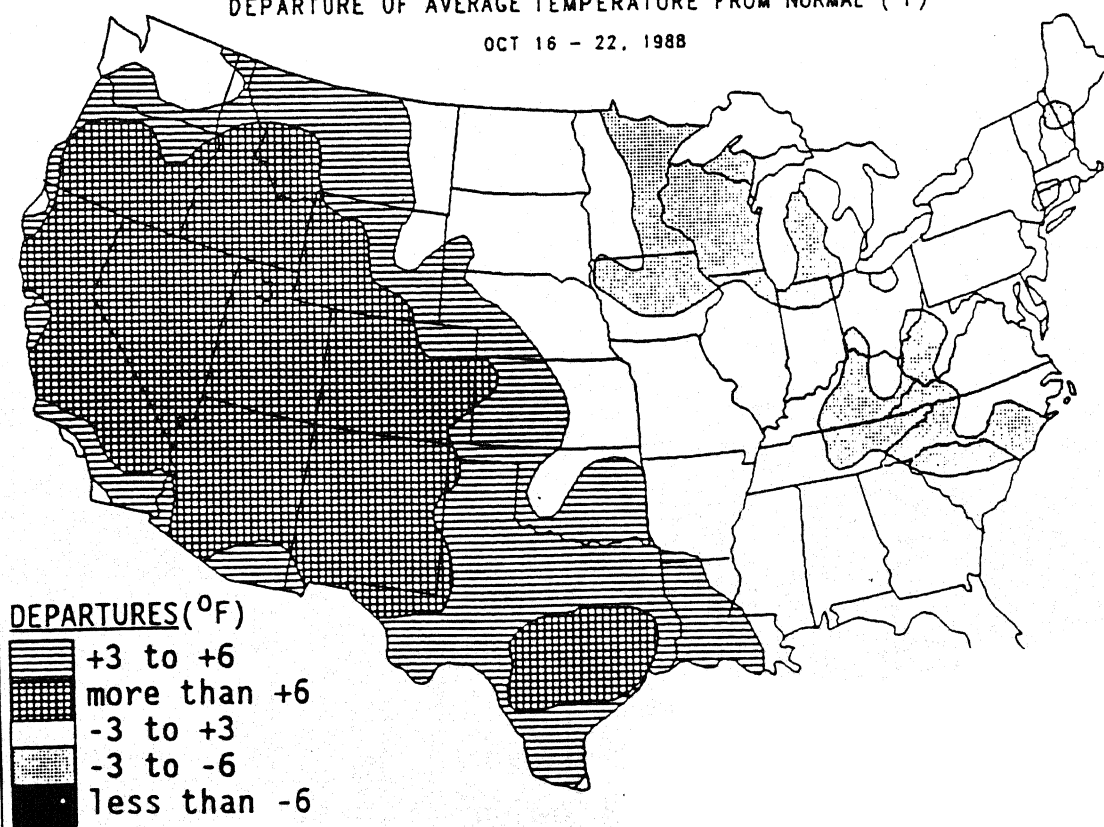 DEPARTURE OF AVERAGE TEMPERATURE FROM NORMAL (°F)
OCT 16 - 22, 1988
DEPARTURES(°F)
+3 to +6
more than +6
-3 to +3
-3 to -6
less than -6